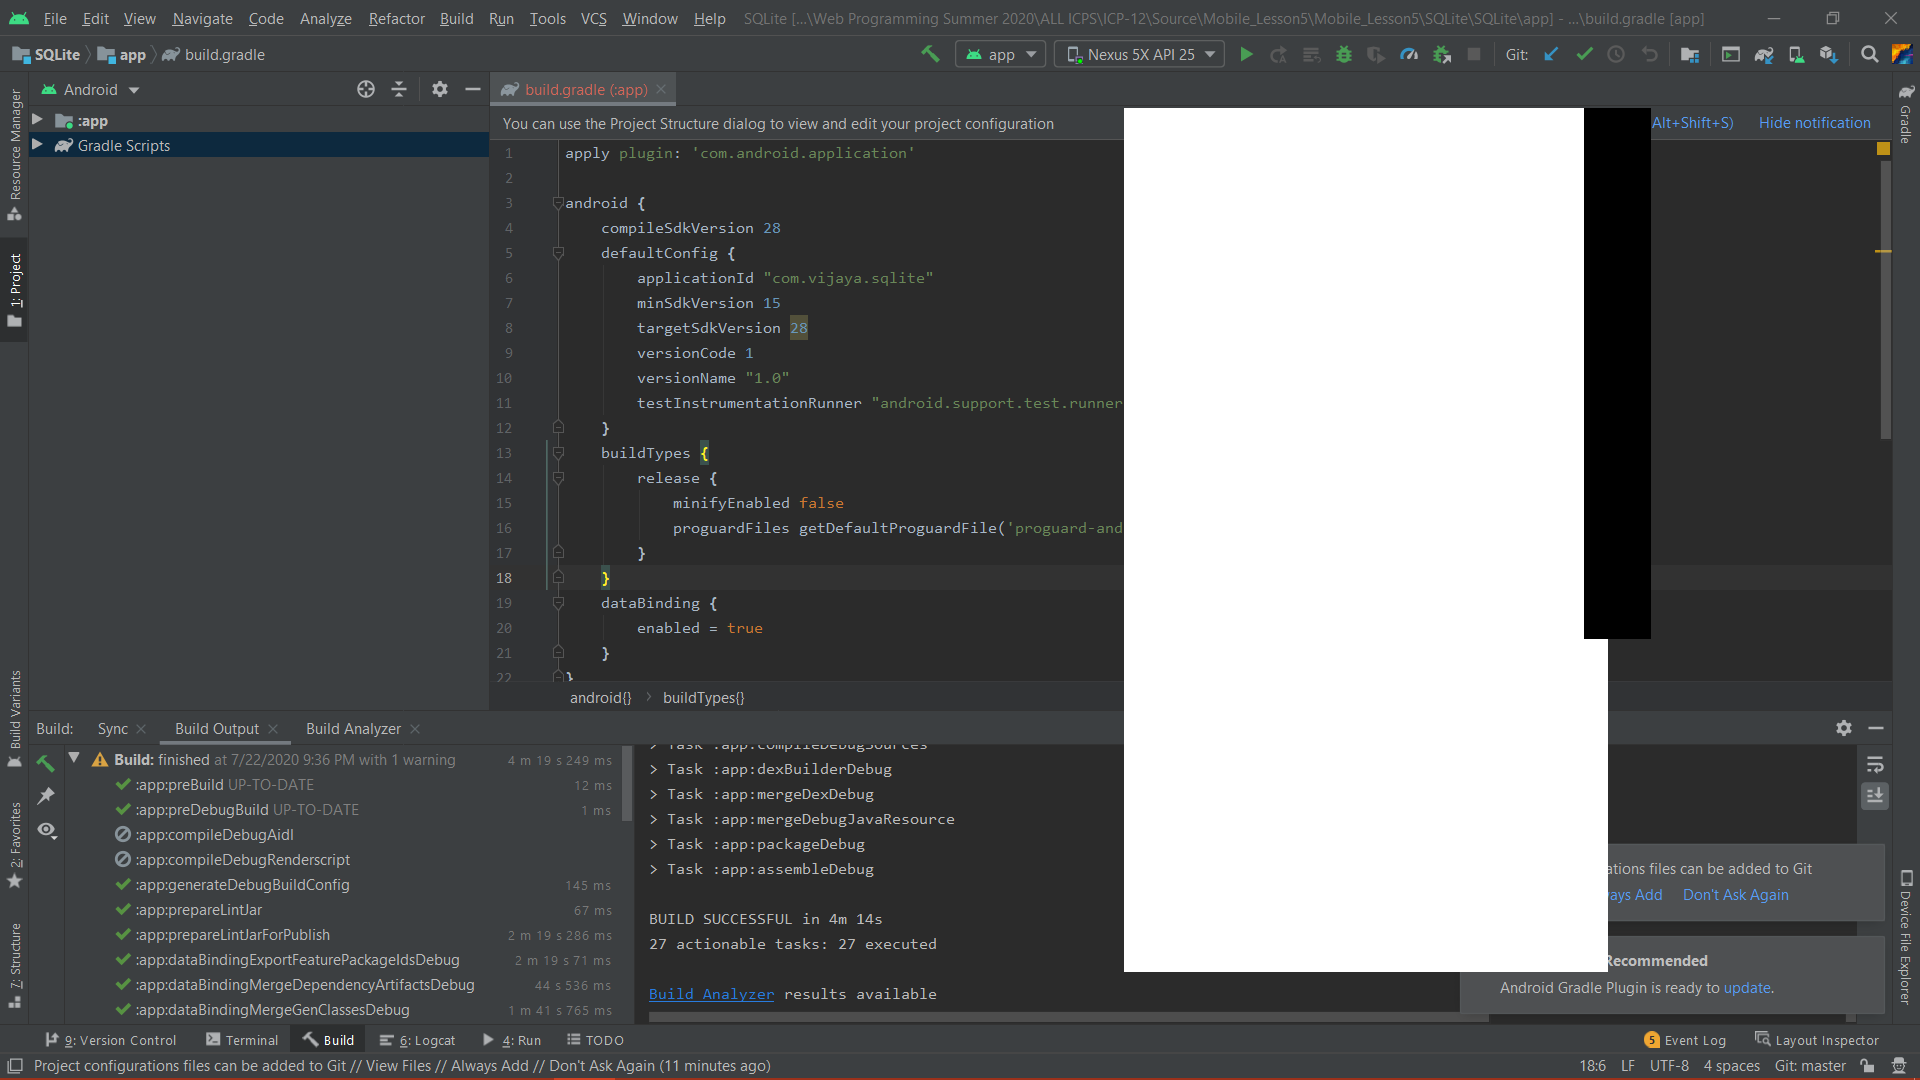 File Edit View Navigate Code Analyze Refactor Build Run Tools VCS Window Help SQLite [...\Web Programming Summer 2020\ALL ICPS\ICP-12\Source\Mobile_Lesson5\Mobile_Lesson5\SQLite\SQLite\app] - ...\build.gradle [app]
SQLite app build.gradle app Nexus 5X API 25 Git:
Android build.gradle (:app)
Resource Manager
1: Project
Build Variants
2: Favorites
7: Structure
Gradle
Device File Explorer
:app
Gradle Scripts
You can use the Project Structure dialog to view and edit your project configuration Alt+Shift+S) Hide notification
1 apply plugin: 'com.android.application'
2
3 android {
4 compileSdkVersion 28
5 defaultConfig {
6 applicationId "com.vijaya.sqlite"
7 minSdkVersion 15
8 targetSdkVersion 28
9 versionCode 1
10 versionName "1.0"
11 testInstrumentationRunner "android.support.test.runner
12 }
13 buildTypes {
14 release {
15 minifyEnabled false
16 proguardFiles getDefaultProguardFile('proguard-and
17 }
18 }
19 dataBinding {
20 enabled = true
21 }
22 }
android{} buildTypes{}
Build: Sync Build Output Build Analyzer
Build: finished at 7/22/2020 9:36 PM with 1 warning 4 m 19 s 249 ms
:app:preBuild UP-TO-DATE 12 ms
:app:preDebugBuild UP-TO-DATE 1 ms
:app:compileDebugAidl
:app:compileDebugRenderscript
:app:generateDebugBuildConfig 145 ms
:app:prepareLintJar 67 ms
:app:prepareLintJarForPublish 2 m 19 s 286 ms
:app:dataBindingExportFeaturePackageIdsDebug 2 m 19 s 71 ms
:app:dataBindingMergeDependencyArtifactsDebug 44 s 536 ms
:app:dataBindingMergeGenClassesDebug 1 m 41 s 765 ms
> Task :app:compileDebugSources
> Task :app:dexBuilderDebug
> Task :app:mergeDexDebug
> Task :app:mergeDebugJavaResource
> Task :app:packageDebug
> Task :app:assembleDebug
BUILD SUCCESSFUL in 4m 14s
27 actionable tasks: 27 executed
Build Analyzer results available
ations files can be added to Git
ways Add Don't Ask Again
Recommended
Android Gradle Plugin is ready to update.
9: Version Control Terminal Build 6: Logcat 4: Run TODO 5 Event Log Layout Inspector
Project configurations files can be added to Git // View Files // Always Add // Don't Ask Again (11 minutes ago) 18:6 LF UTF-8 4 spaces Git: master